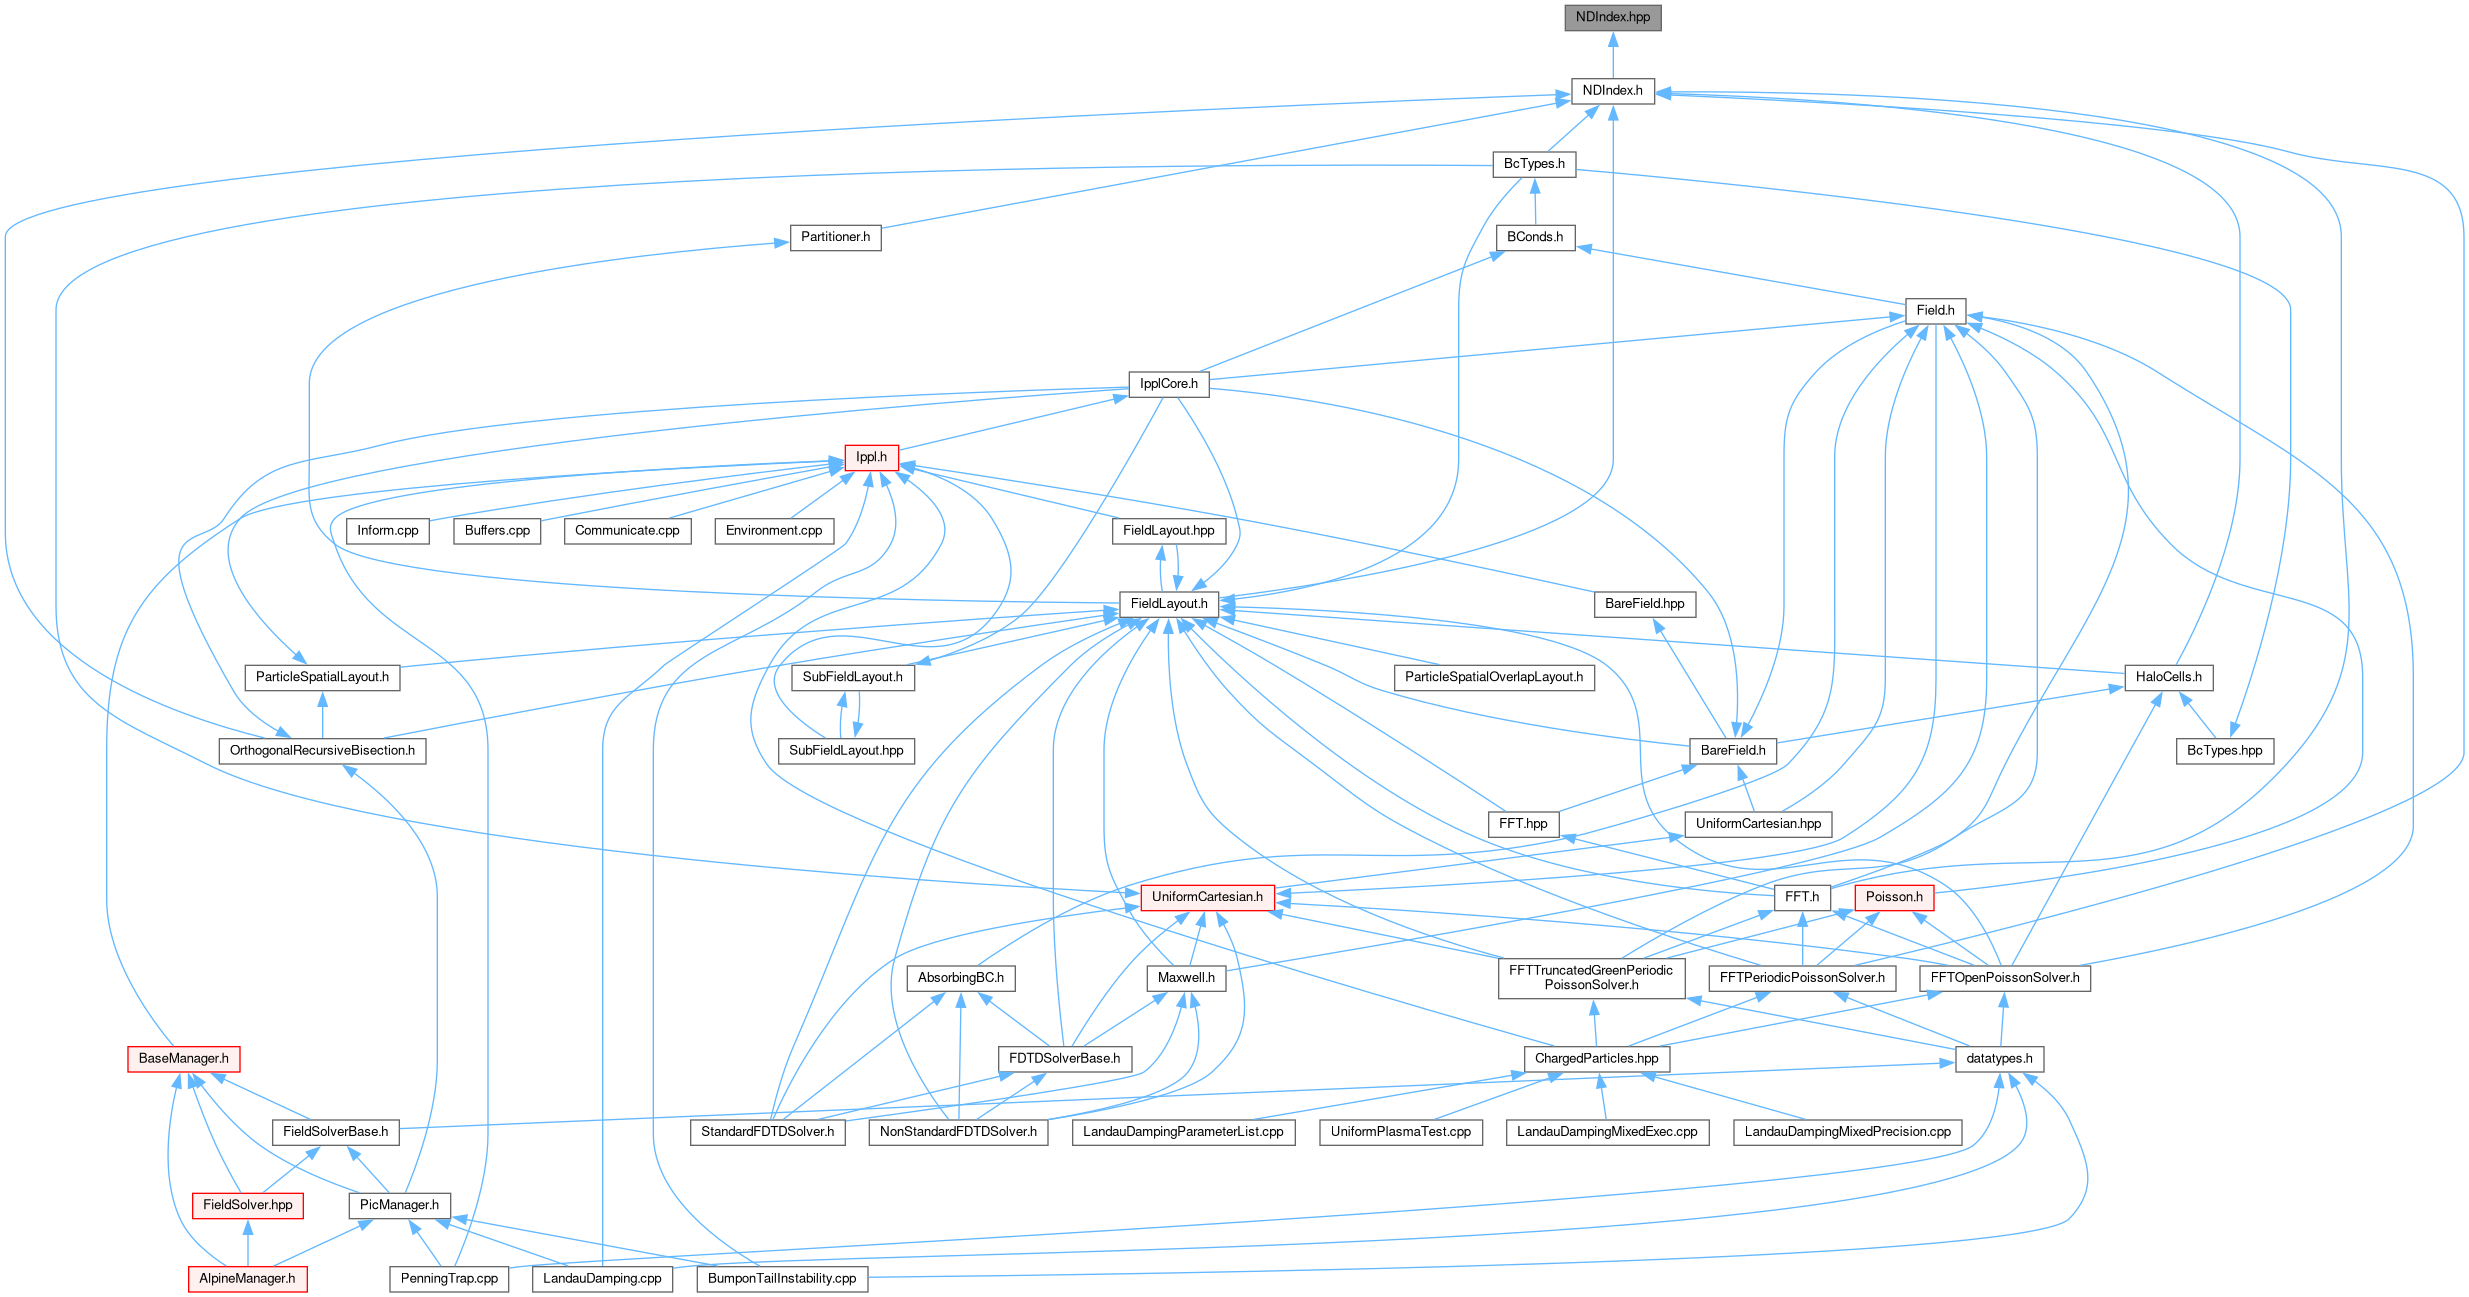 NDIndex.hpp
NDIndex.h
BcTypes.h
Partitioner.h
BConds.h
Field.h
IpplCore.h
Ippl.h
Inform.cpp
Buffers.cpp
Communicate.cpp
Environment.cpp
FieldLayout.hpp
FieldLayout.h
BareField.hpp
ParticleSpatialLayout.h
SubFieldLayout.h
ParticleSpatialOverlapLayout.h
HaloCells.h
OrthogonalRecursiveBisection.h
SubFieldLayout.hpp
BareField.h
BcTypes.hpp
FFT.hpp
UniformCartesian.hpp
UniformCartesian.h
FFT.h
Poisson.h
AbsorbingBC.h
Maxwell.h
FFTTruncatedGreenPeriodic
PoissonSolver.h
FFTPeriodicPoissonSolver.h
FFTOpenPoissonSolver.h
BaseManager.h
FDTDSolverBase.h
ChargedParticles.hpp
datatypes.h
FieldSolverBase.h
StandardFDTDSolver.h
NonStandardFDTDSolver.h
LandauDampingParameterList.cpp
UniformPlasmaTest.cpp
LandauDampingMixedExec.cpp
LandauDampingMixedPrecision.cpp
FieldSolver.hpp
PicManager.h
AlpineManager.h
PenningTrap.cpp
LandauDamping.cpp
BumponTailInstability.cpp